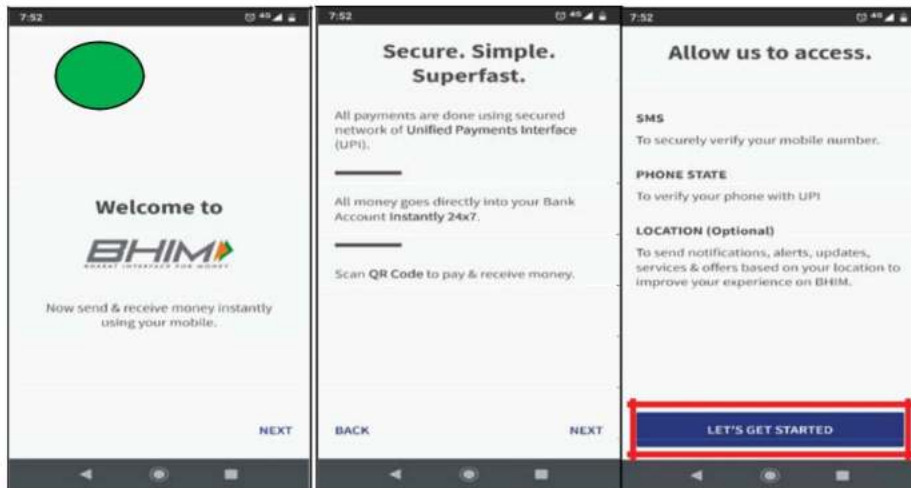 7:52
4G
Welcome to
BHIM
BHARAT INTERFACE FOR MONEY
Now send & receive money instantly
using your mobile.
NEXT
7:52
4G
Secure. Simple.
Superfast.
All payments are done using secured
network of Unified Payments Interface
(UPI).
All money goes directly into your Bank
Account Instantly 24x7.
Scan QR Code to pay & receive money.
BACK
NEXT
7:52
4G
Allow us to access.
SMS
To securely verify your mobile number.
PHONE STATE
To verify your phone with UPI
LOCATION (Optional)
To send notifications, alerts, updates,
services & offers based on your location to
improve your experience on BHIM.
LET'S GET STARTED